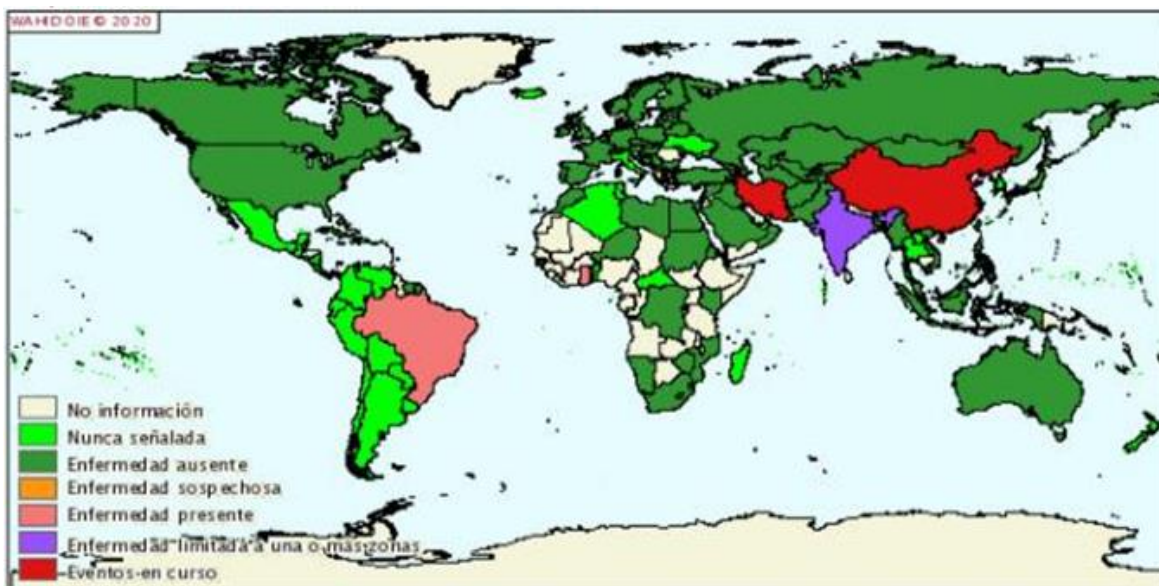 WAHID OIE © 2020
No información
Nunca señalada
Enfermedad ausente
Enfermedad sospechosa
Enfermedad presente
Enfermedad limitada a una o más zonas
Eventos en curso